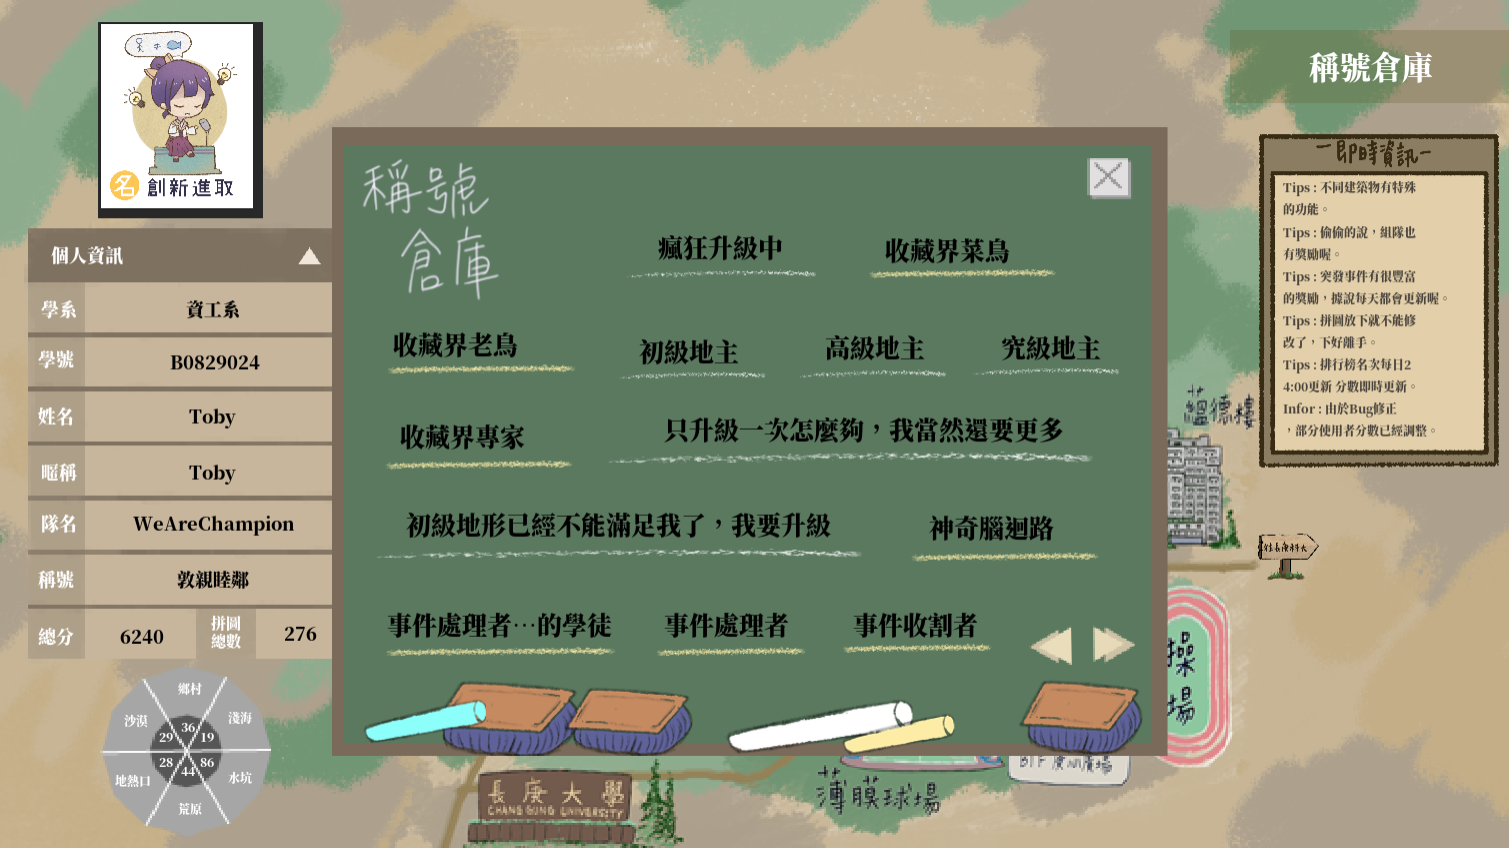 名 創新進取
個人資訊
學系 資工系
學號 B0829024
姓名 Toby
暱稱 Toby
隊名 WeAreChampion
稱號 敦親睦鄰
總分 6240 拼圖總數 276
鄉村 36
淺海 19
水坑 86
荒原 44
地熱口 28
沙漠 29
稱號
倉庫
瘋狂升級中 收藏界菜鳥
收藏界老鳥 初級地主 高級地主 究級地主
收藏界專家 只升級一次怎麼夠，我當然還要更多
初級地形已經不能滿足我了，我要升級 神奇腦迴路
事件處理者…的學徒 事件處理者 事件收割者
稱號倉庫
一即時資訊一
Tips : 不同建築物有特殊
的功能。
Tips : 偷偷的說，組隊也
有獎勵喔。
Tips : 突發事件有很豐富
的獎勵，據說每天都會更新喔。
Tips : 拼圖放下就不能修
改了，下好離手。
Tips : 排行榜名次每日2
4:00更新 分數即時更新。
Infor : 由於Bug修正
，部分使用者分數已經調整。
蘊德樓
往長庚科大
操
場
長庚大學
CHANG GUNG UNIVERSITY
薄膜球場